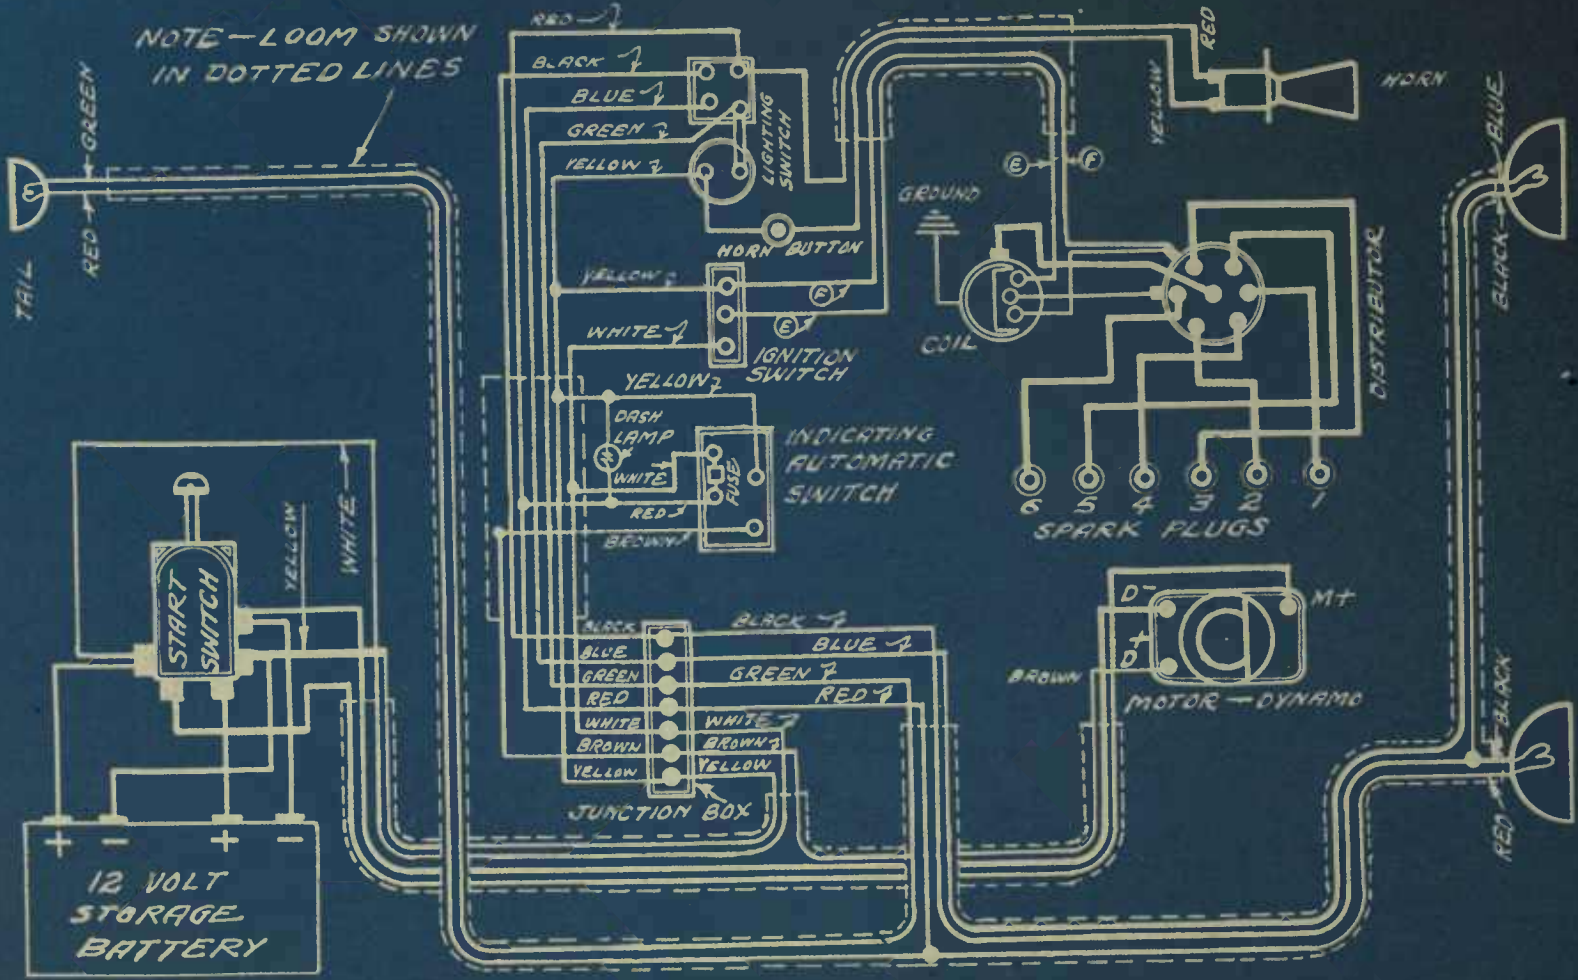 NOTE—LOOM SHOWN
IN DOTTED LINES
GREEN
RED
TAIL
RED
BLACK
BLUE
GREEN
YELLOW
LIGHTING
SWITCH
HORN BUTTON
YELLOW
WHITE
E
F
IGNITION
SWITCH
YELLOW
DASH
LAMP
WHITE
FUSE
RED
BROWN
INDICATING
AUTOMATIC
SWITCH
RED
YELLOW
HORN
E
F
GROUND
COIL
DISTRIBUTOR
6 5 4 3 2 1
SPARK PLUGS
BLUE
BLACK
BLACK
RED
D-
M+
+
D
BROWN
MOTOR—DYNAMO
WHITE
YELLOW
START
SWITCH
BLACK
BLUE
GREEN
RED
WHITE
BROWN
YELLOW
BLACK
BLUE
GREEN
RED
WHITE
BROWN
YELLOW
JUNCTION BOX
+ - + -
12 VOLT
STORAGE
BATTERY